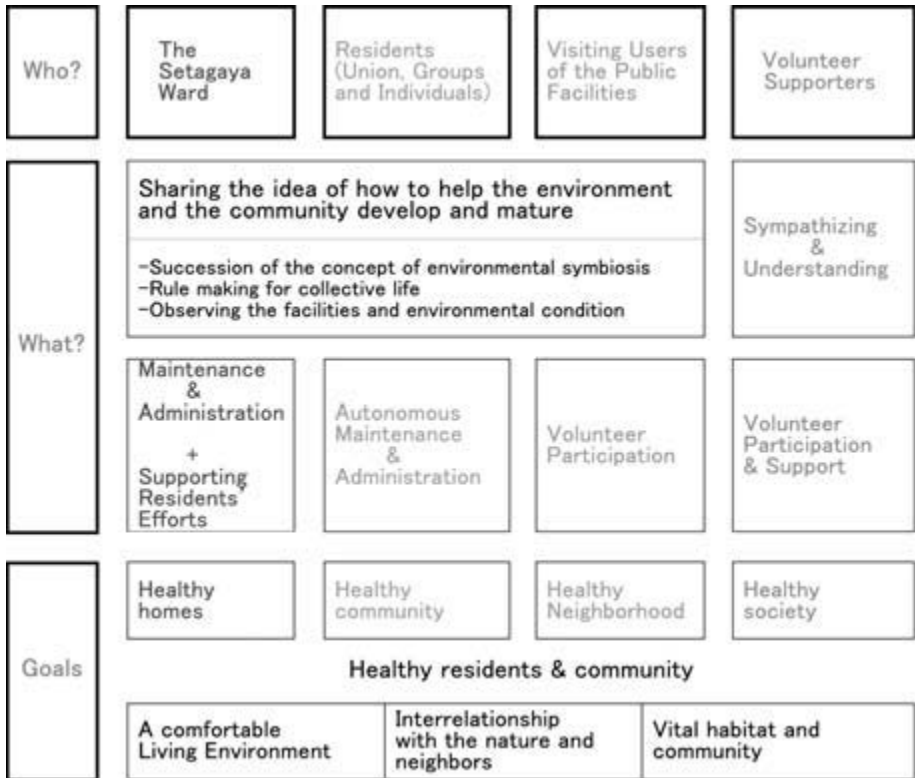 Who?
The
Setagaya
Ward
Residents
(Union, Groups
and Individuals)
Visiting Users
of the Public
Facilities
Volunteer
Supporters
What?
Sharing the idea of how to help the environment
and the community develop and mature
-Succession of the concept of environmental symbiosis
-Rule making for collective life
-Observing the facilities and environmental condition
Sympathizing
&
Understanding
Maintenance
&
Administration
+
Supporting
Residents'
Efforts
Autonomous
Maintenance
&
Administration
Volunteer
Participation
Volunteer
Participation
& Support
Goals
Healthy
homes
Healthy
community
Healthy
Neighborhood
Healthy
society
Healthy residents & community
A comfortable
Living Environment
Interrelationship
with the nature and
neighbors
Vital habitat and
community